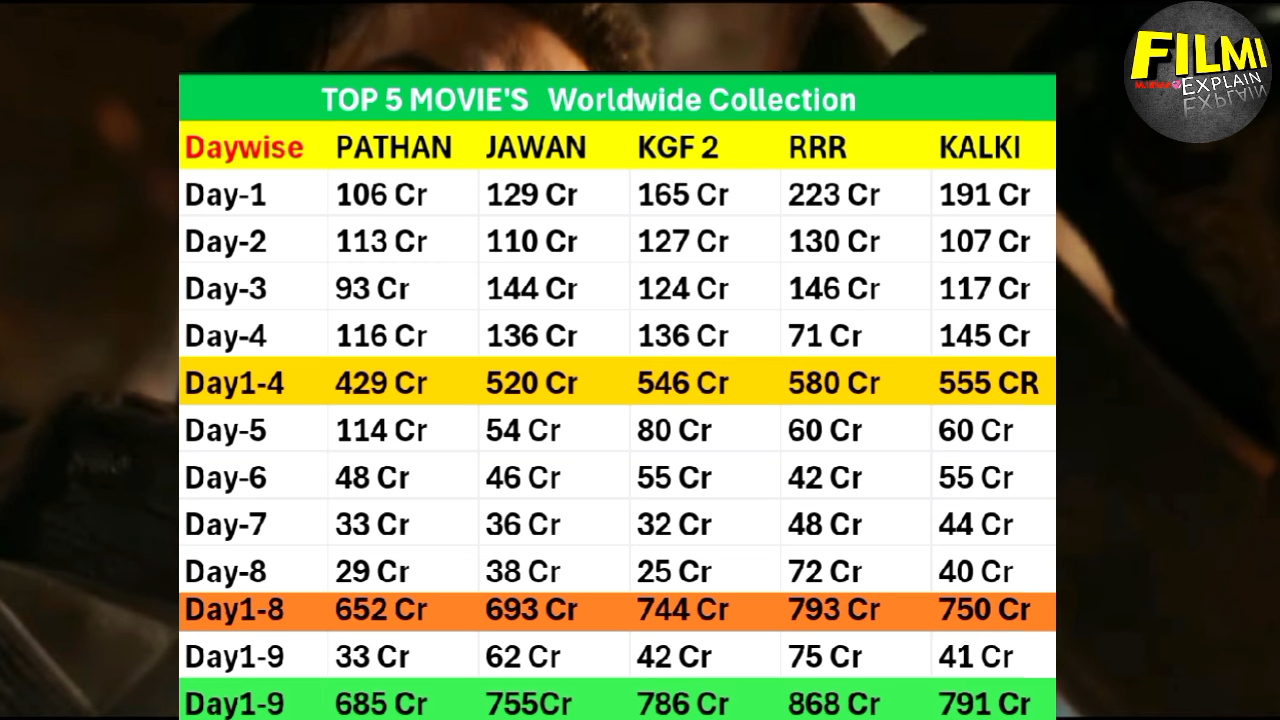 FILMI
EXPLAIN
TOP 5 MOVIE'S Worldwide Collection
Daywise PATHAN JAWAN KGF 2 RRR KALKI
Day-1 106 Cr 129 Cr 165 Cr 223 Cr 191 Cr
Day-2 113 Cr 110 Cr 127 Cr 130 Cr 107 Cr
Day-3 93 Cr 144 Cr 124 Cr 146 Cr 117 Cr
Day-4 116 Cr 136 Cr 136 Cr 71 Cr 145 Cr
Day1-4 429 Cr 520 Cr 546 Cr 580 Cr 555 CR
Day-5 114 Cr 54 Cr 80 Cr 60 Cr 60 Cr
Day-6 48 Cr 46 Cr 55 Cr 42 Cr 55 Cr
Day-7 33 Cr 36 Cr 32 Cr 48 Cr 44 Cr
Day-8 29 Cr 38 Cr 25 Cr 72 Cr 40 Cr
Day1-8 652 Cr 693 Cr 744 Cr 793 Cr 750 Cr
Day1-9 33 Cr 62 Cr 42 Cr 75 Cr 41 Cr
Day1-9 685 Cr 755Cr 786 Cr 868 Cr 791 Cr